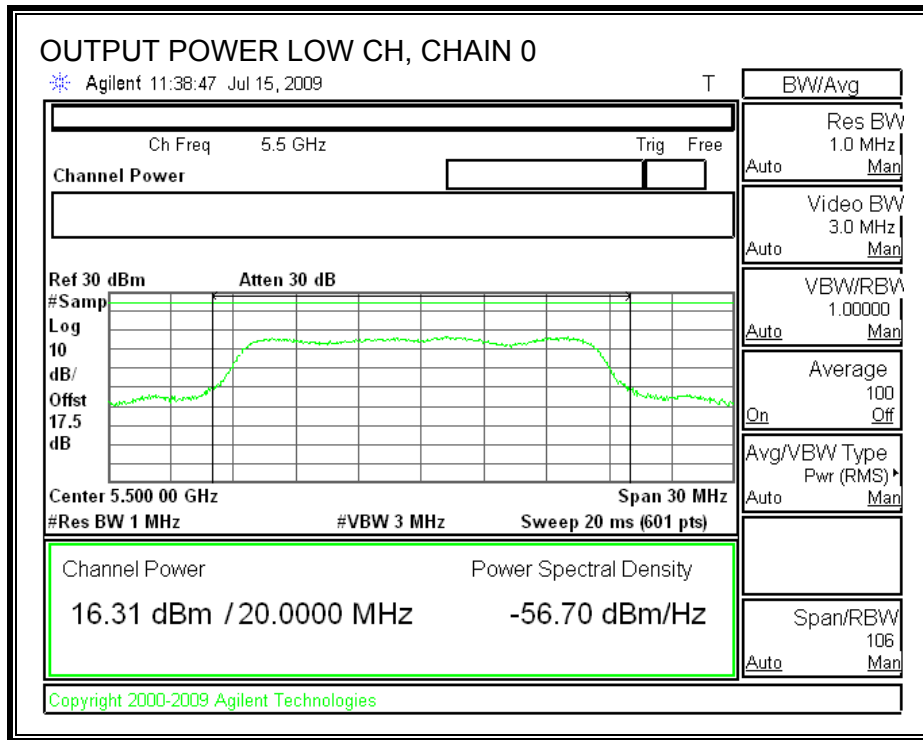 OUTPUT POWER LOW CH, CHAIN 0
Agilent 11:38:47 Jul 15, 2009 T
Ch Freq 5.5 GHz Trig Free
Channel Power
Ref 30 dBm Atten 30 dB
#Samp
Log
10
dB/
Offst
17.5
dB
Center 5.500 00 GHz Span 30 MHz
#Res BW 1 MHz #VBW 3 MHz Sweep 20 ms (601 pts)
Channel Power Power Spectral Density
16.31 dBm / 20.0000 MHz -56.70 dBm/Hz
Copyright 2000-2009 Agilent Technologies
BW/Avg
Res BW
1.0 MHz
Auto Man
Video BW
3.0 MHz
Auto Man
VBW/RBW
1.00000
Auto Man
Average
100
On Off
Avg/VBW Type
Pwr (RMS)
Auto Man
Span/RBW
106
Auto Man